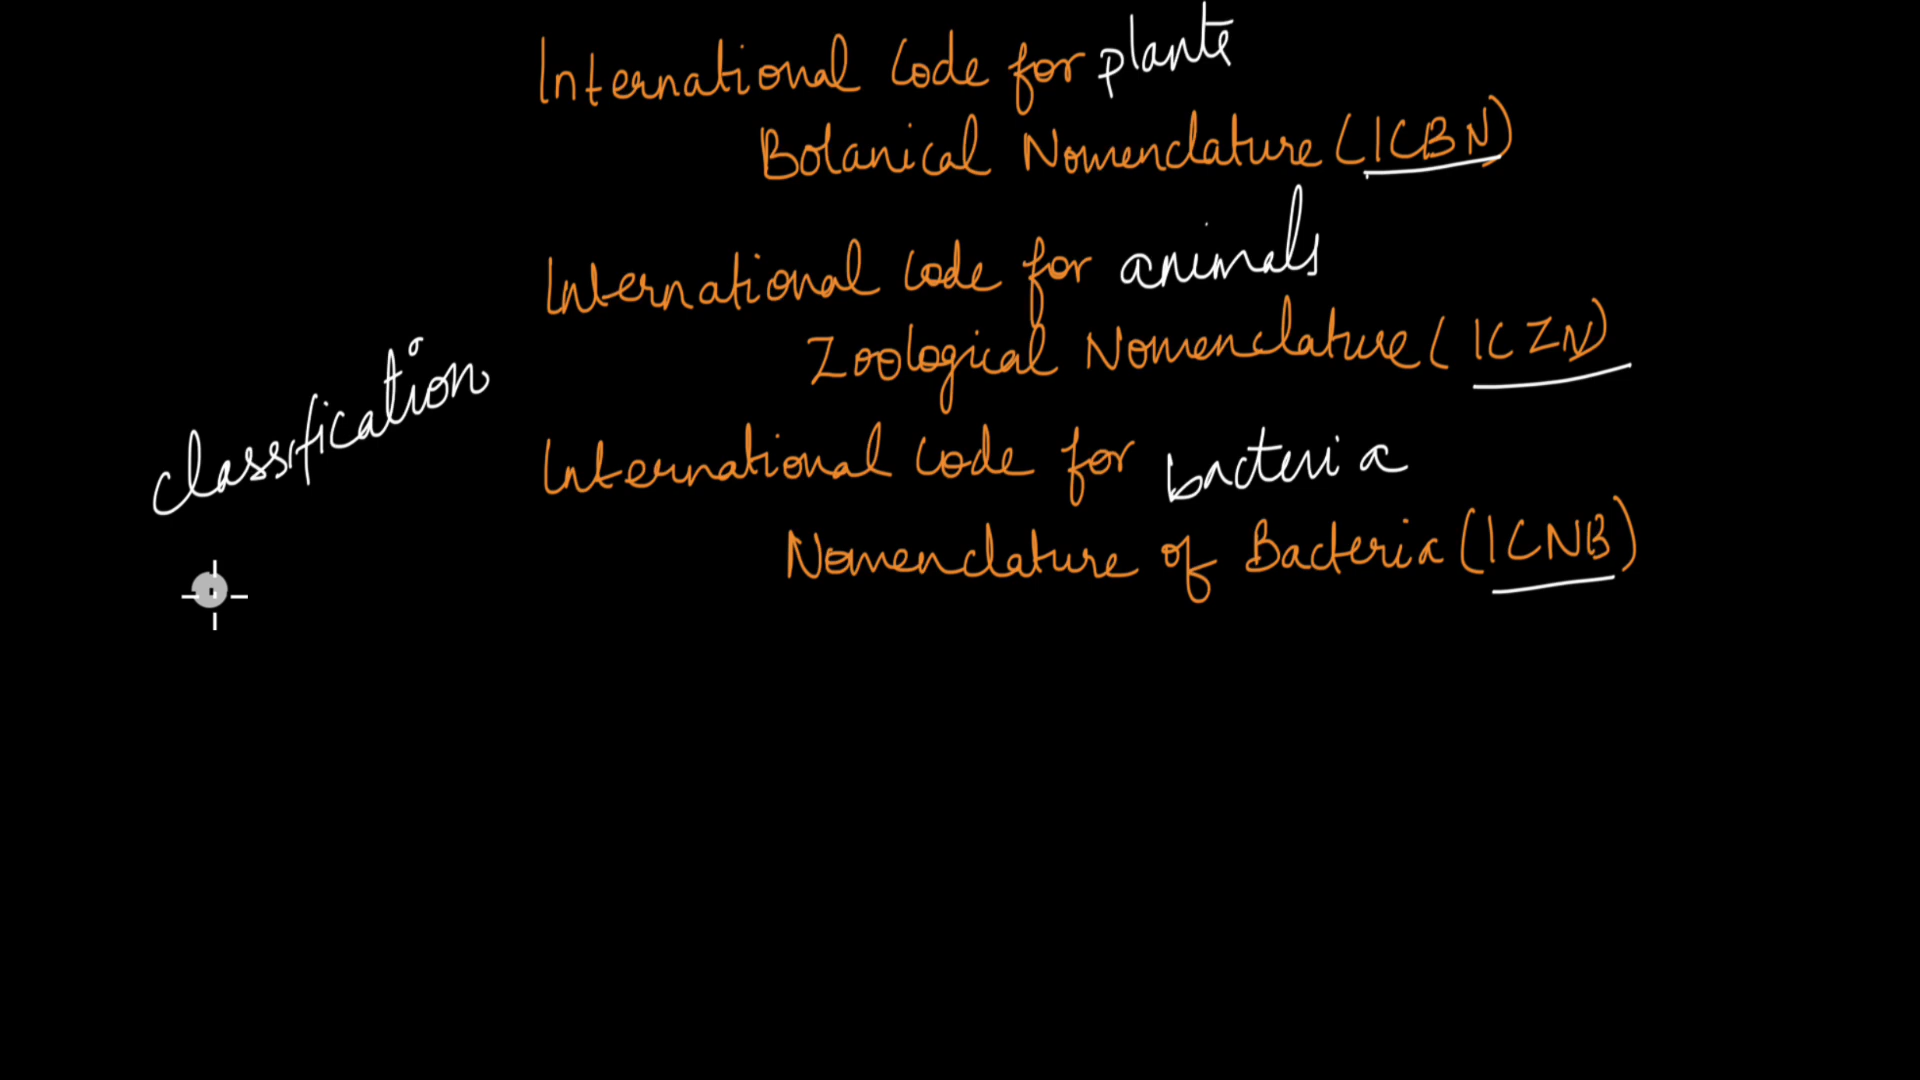 International Code for plants
Botanical Nomenclature (ICBN)
International Code for animals
Zoological Nomenclature (ICZN)
classification
International Code for bacteria
Nomenclature of Bacteria (ICNB)